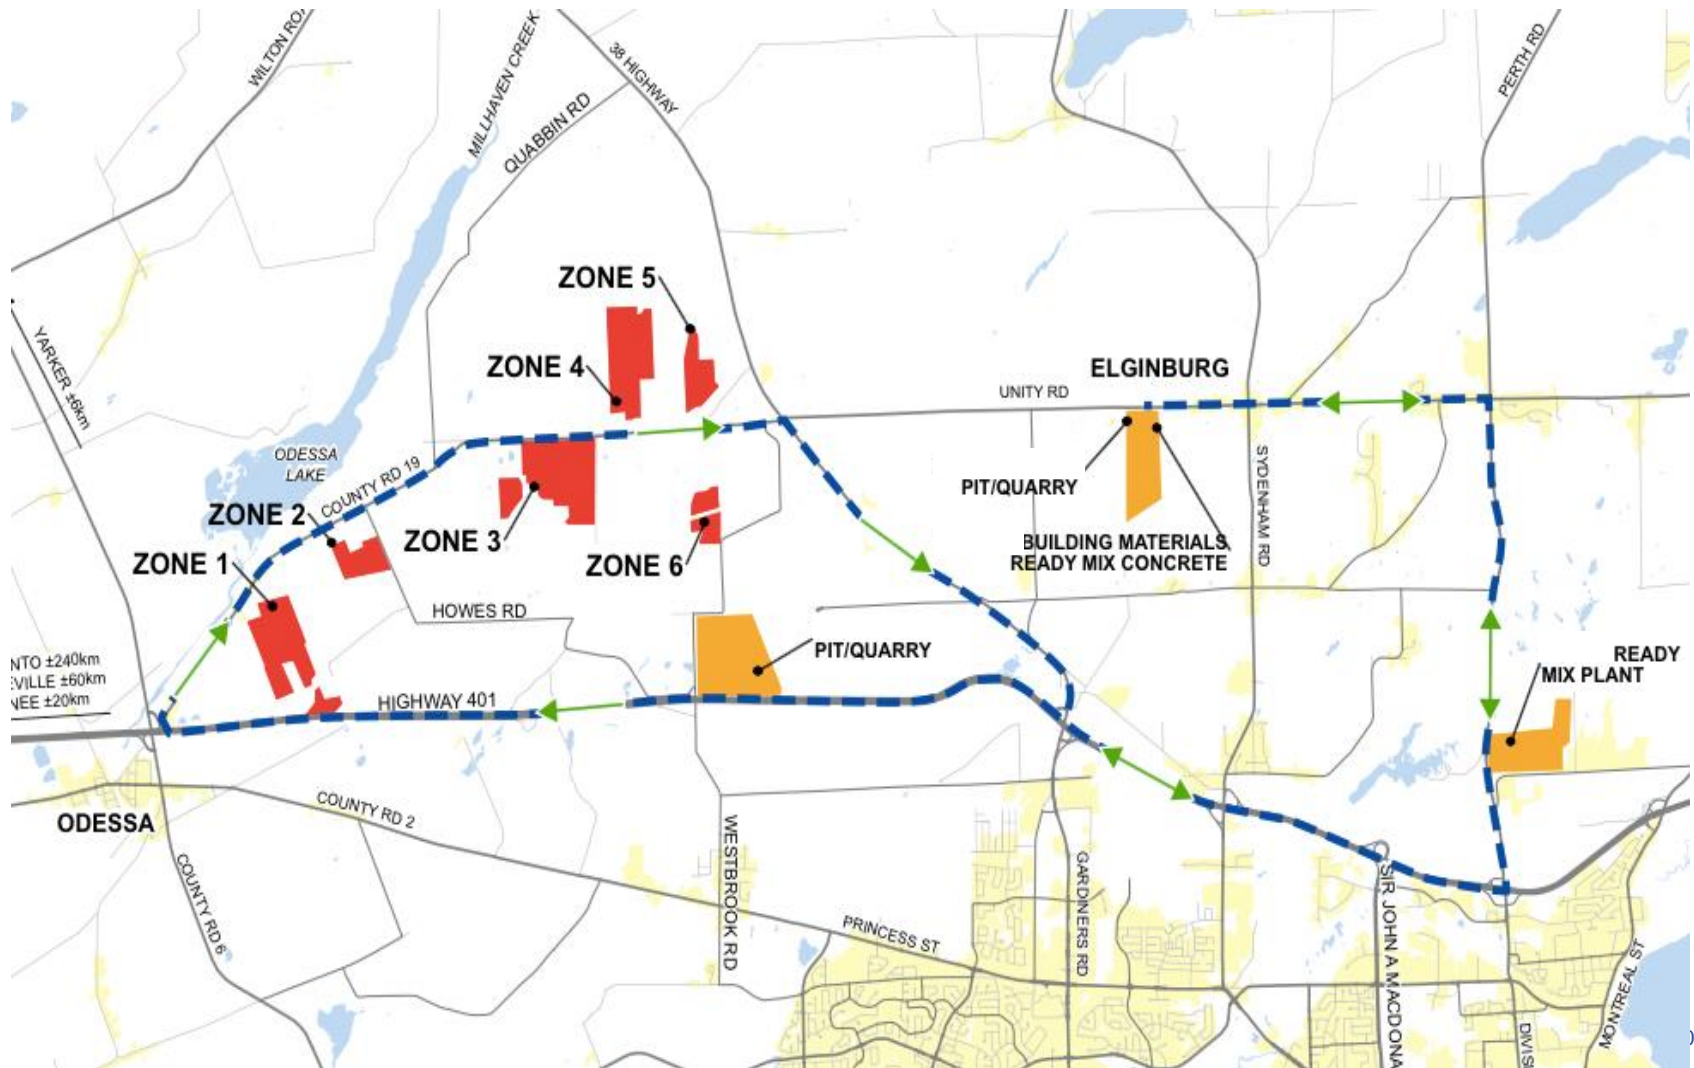 WILTON RO
MILLHAVEN CREEK
38 HIGHWAY
QUABBIN RD
PERTH RD
YARKER ±6km
ZONE 5
ZONE 4
ELGINBURG
UNITY RD
ODESSA
LAKE
COUNTY RD 19
ZONE 2
ZONE 3
ZONE 1
ZONE 6
PIT/QUARRY
BUILDING MATERIALS
READY MIX CONCRETE
SYDENHAM RD
HOWES RD
PIT/QUARRY
READY
MIX PLANT
NTO ±240km
EVILLE ±60km
NEE ±20km
HIGHWAY 401
ODESSA
COUNTY RD 2
COUNTY RD 6
WESTBROOK RD
PRINCESS ST
GARDINERS RD
SIR JOHN A MACDONA
DIVIS
MONTREAL ST